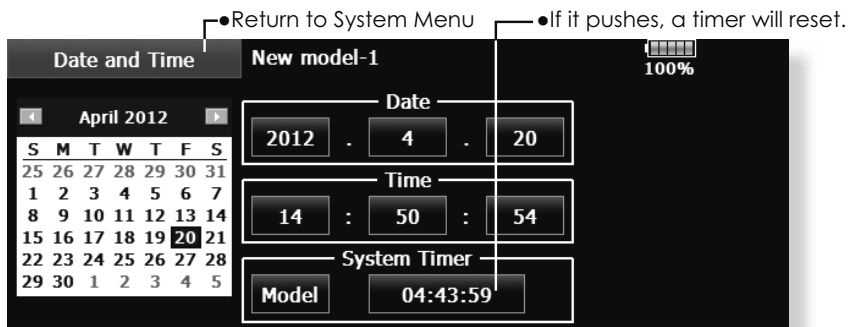 ●Return to System Menu ●If it pushes, a timer will reset.
Date and Time New model-1 100%
April 2012
S M T W T F S
25 26 27 28 29 30 31
1 2 3 4 5 6 7
8 9 10 11 12 13 14
15 16 17 18 19 20 21
22 23 24 25 26 27 28
29 30 1 2 3 4 5
Date
2012 . 4 . 20
Time
14 : 50 : 54
System Timer
Model 04:43:59